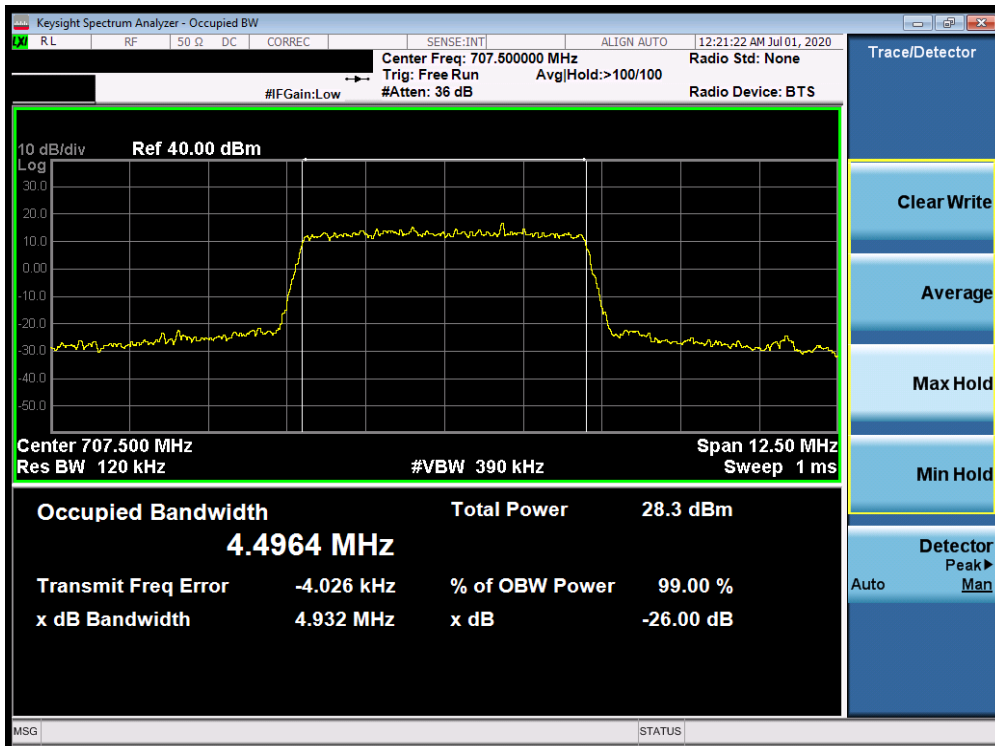 Keysight Spectrum Analyzer - Occupied BW
LXI RL RF 50 Ω DC CORREC SENSE:INT ALIGN AUTO 12:21:22 AM Jul 01, 2020
Center Freq: 707.500000 MHz Radio Std: None
Trig: Free Run Avg|Hold:>100/100
#IFGain:Low #Atten: 36 dB Radio Device: BTS
10 dB/div Ref 40.00 dBm
Log
30.0
20.0
10.0
0.00
-10.0
-20.0
-30.0
-40.0
-50.0
Center 707.500 MHz Span 12.50 MHz
Res BW 120 kHz #VBW 390 kHz Sweep 1 ms
Occupied Bandwidth Total Power 28.3 dBm
4.4964 MHz
Transmit Freq Error -4.026 kHz % of OBW Power 99.00 %
x dB Bandwidth 4.932 MHz x dB -26.00 dB
MSG STATUS
Trace/Detector
Clear Write
Average
Max Hold
Min Hold
Detector
Peak▶
Auto Man